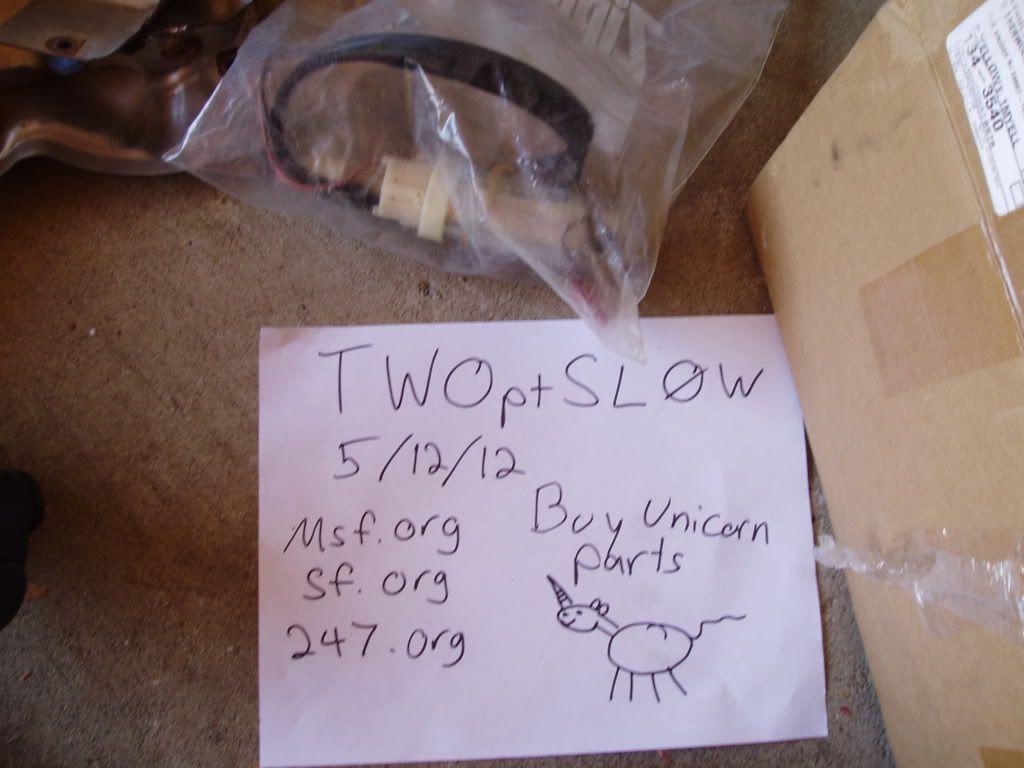 TWOptSLØW
5/12/12
Msf.org
Sf.org
247.org
Buy Unicorn
parts
34 - 3540